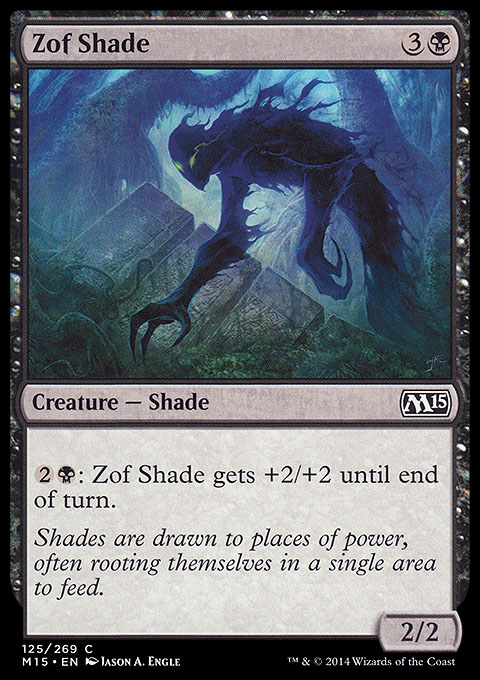 Zof Shade 3
Creature — Shade M15
2: Zof Shade gets +2/+2 until end
of turn.
Shades are drawn to places of power,
often rooting themselves in a single area
to feed.
2/2
125/269 C
M15 • EN Jason A. Engle ™ & © 2014 Wizards of the Coast